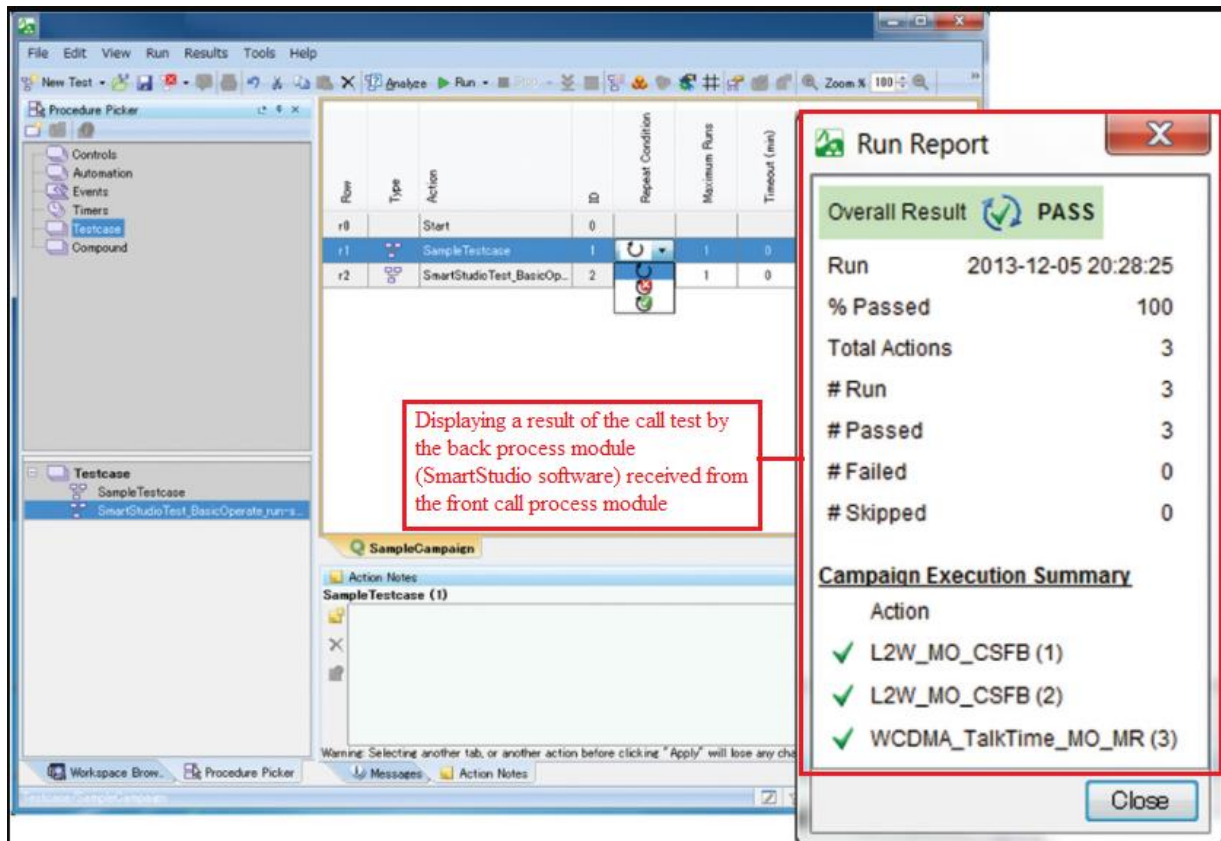 File Edit View Run Results Tools Help
New Test Analyze Run Zoom % 100
Procedure Picker
Controls
Automation
Events
Timers
Testcase
Compound
Testcase
SampleTestcase
SmartStudioTest_BasicOperate_run-s...
Workspace Brow.. Procedure Picker
Row Type Action ID Repeat Condition Maximum Runs Timeout (min)
r0 Start 0
r1 SampleTestcase 1 1 0
r2 SmartStudioTest_BasicOp... 2 1 0
Displaying a result of the call test by
the back process module
(SmartStudio software) received from
the front call process module
SampleCampaign
Action Notes
SampleTestcase (1)
Warning: Selecting another tab, or another action before clicking "Apply" will lose any cha
Messages Action Notes
Run Report
Overall Result PASS
Run 2013-12-05 20:28:25
% Passed 100
Total Actions 3
# Run 3
# Passed 3
# Failed 0
# Skipped 0
Campaign Execution Summary
Action
L2W_MO_CSFB (1)
L2W_MO_CSFB (2)
WCDMA_TalkTime_MO_MR (3)
Close